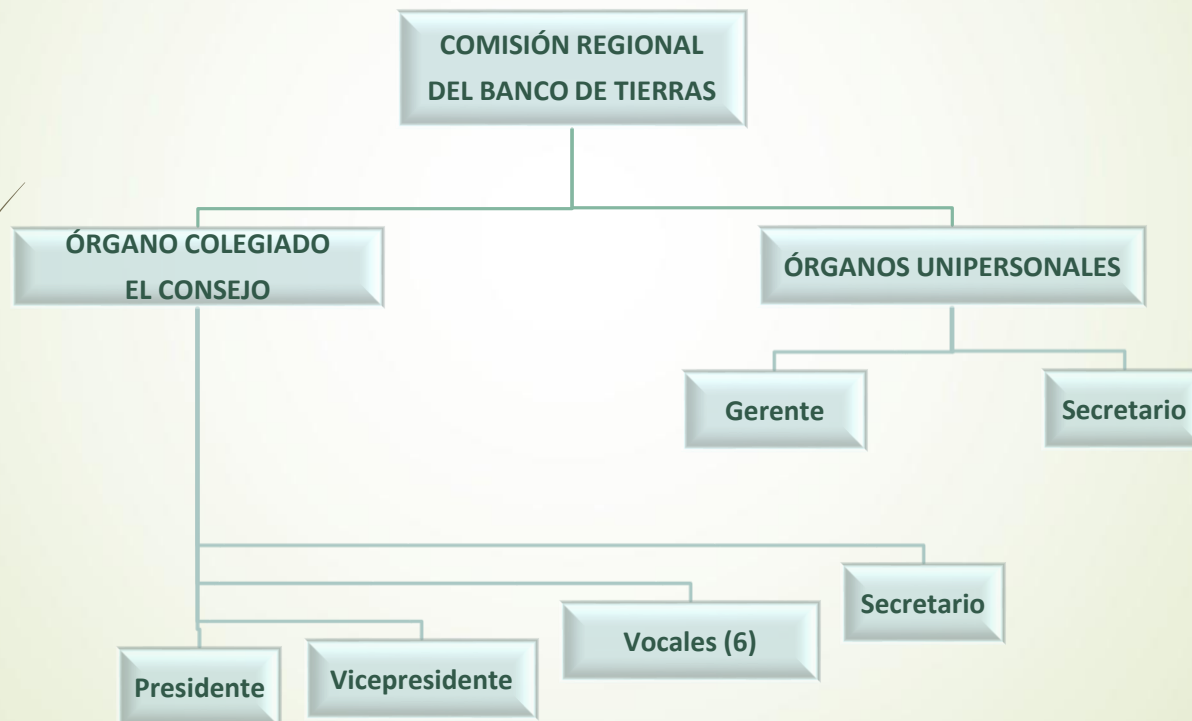 COMISIÓN REGIONAL
DEL BANCO DE TIERRAS
ÓRGANO COLEGIADO
EL CONSEJO
ÓRGANOS UNIPERSONALES
Gerente
Secretario
Secretario
Vocales (6)
Vicepresidente
Presidente